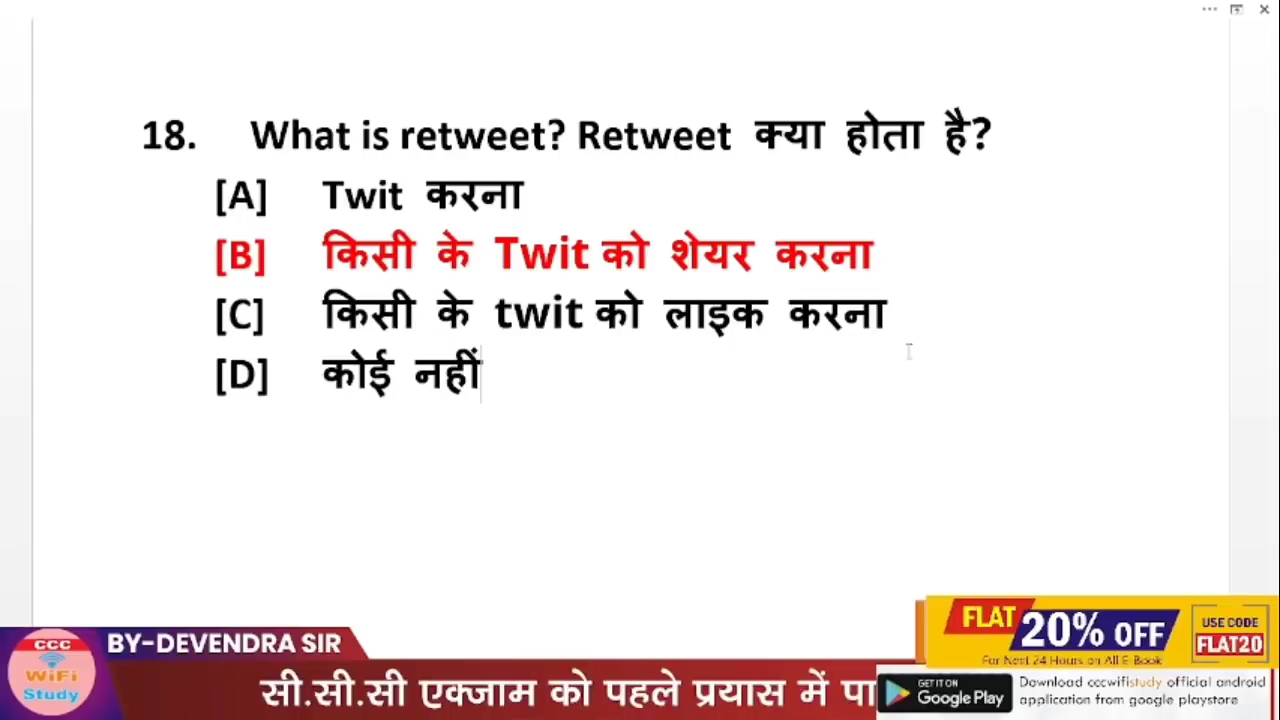 18. What is retweet? Retweet क्या होता है?
[A] Twit करना
[B] किसी के Twit को शेयर करना
[C] किसी के twit को लाइक करना
[D] कोई नहीं
CCC
WiFi
Study
BY-DEVENDRA SIR
सी.सी.सी एक्जाम को पहले प्रयास में पा
FLAT 20% OFF
For Next 24 Hours on All E-Book
USE CODE
FLAT20
GET IT ON
Google Play
Download cccwifistudy official android
application from google playstore